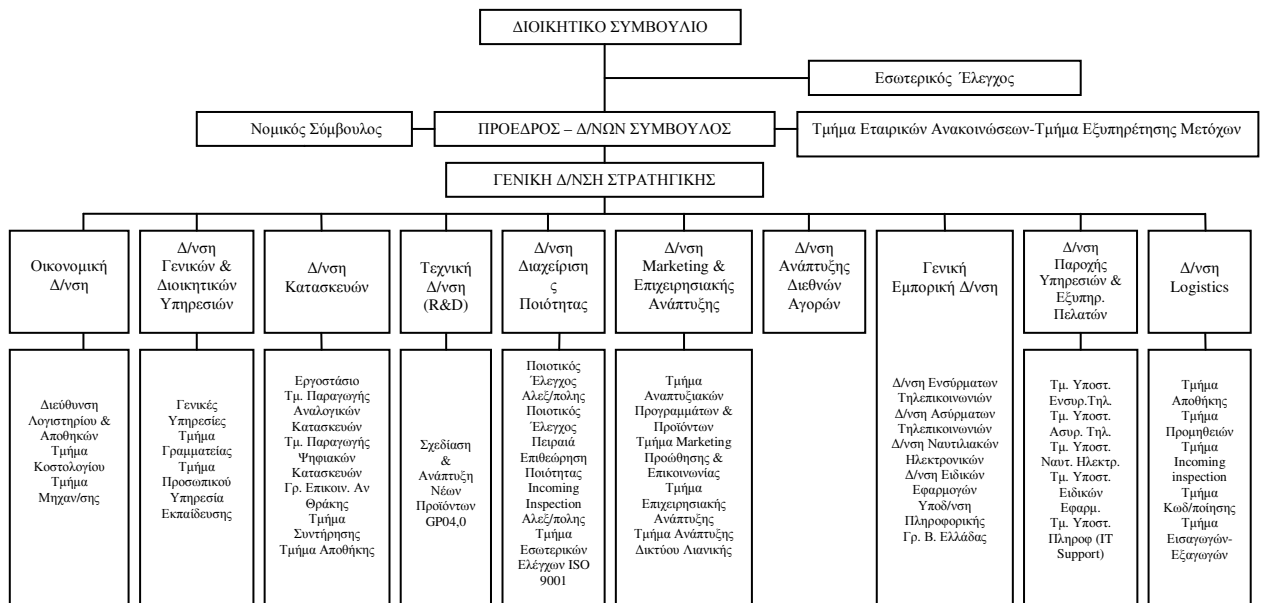 ΔΙΟΙΚΗΤΙΚΟ ΣΥΜΒΟΥΛΙΟ
Εσωτερικός Έλεγχος
Νομικός Σύμβουλος
ΠΡΟΕΔΡΟΣ – Δ/ΝΩΝ ΣΥΜΒΟΥΛΟΣ
Τμήμα Εταιρικών Ανακοινώσεων-Τμήμα Εξυπηρέτησης Μετόχων
ΓΕΝΙΚΗ Δ/ΝΣΗ ΣΤΡΑΤΗΓΙΚΗΣ
Οικονομική
Δ/νση
Δ/νση
Γενικών &
Διοικητικών
Υπηρεσιών
Δ/νση
Κατασκευών
Τεχνική
Δ/νση
(R&D)
Δ/νση
Διαχείριση
ς
Ποιότητας
Δ/νση
Marketing &
Επιχειρησιακής
Ανάπτυξης
Δ/νση
Ανάπτυξης
Διεθνών
Αγορών
Γενική
Εμπορική Δ/νση
Δ/νση
Παροχής
Υπηρεσιών &
Εξυπηρ.
Πελατών
Δ/νση
Logistics
Διεύθυνση
Λογιστηρίου &
Αποθηκών
Τμήμα
Κοστολογίου
Τμήμα
Μηχαν/σης
Γενικές
Υπηρεσίες
Τμήμα
Γραμματείας
Τμήμα
Προσωπικού
Υπηρεσία
Εκπαίδευσης
Εργοστάσιο
Τμ. Παραγωγής
Αναλογικών
Κατασκευών
Τμ. Παραγωγής
Ψηφιακών
Κατασκευών
Γρ. Επικοιν. Αν
Θράκης
Τμήμα
Συντήρησης
Τμήμα Αποθήκης
Σχεδίαση
&
Ανάπτυξη
Νέων
Προϊόντων
GP04,0
Ποιοτικός
Έλεγχος
Αλεξ/πολης
Ποιοτικός
Έλεγχος
Πειραιά
Επιθεώρηση
Ποιότητας
Incoming
Inspection
Αλεξ/πολης
Τμήμα
Εσωτερικών
Ελέγχων ISO
9001
Τμήμα
Αναπτυξιακών
Προγραμμάτων &
Προϊόντων
Τμήμα Marketing
Προώθησης &
Επικοινωνίας
Τμήμα
Επιχειρησιακής
Ανάπτυξης
Τμήμα Ανάπτυξης
Δικτύου Λιανικής
Δ/νση Ενσύρματων
Τηλεπικοινωνιών
Δ/νση Ασύρματων
Τηλεπικοινωνιών
Δ/νση Ναυτιλιακών
Ηλεκτρονικών
Δ/νση Ειδικών
Εφαρμογών
Υποδ/νση
Πληροφορικής
Γρ. Β. Ελλάδας
Τμ. Υποστ.
Ενσυρ.Τηλ.
Τμ. Υποστ.
Ασυρ. Τηλ.
Τμ. Υποστ.
Ναυτ. Ηλεκτρ.
Τμ. Υποστ.
Ειδικών
Εφαρμ.
Τμ. Υποστ.
Πληροφ (IT
Support)
Τμήμα
Αποθήκης
Τμήμα
Προμηθειών
Τμήμα
Incoming
inspection
Τμήμα
Κωδ/ποίησης
Τμήμα
Εισαγωγών-
Εξαγωγών